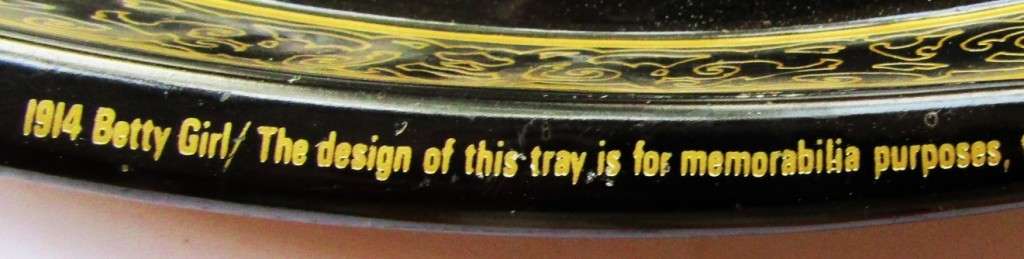 1914 Betty Girl/ The design of this tray is for memorabilia purposes,